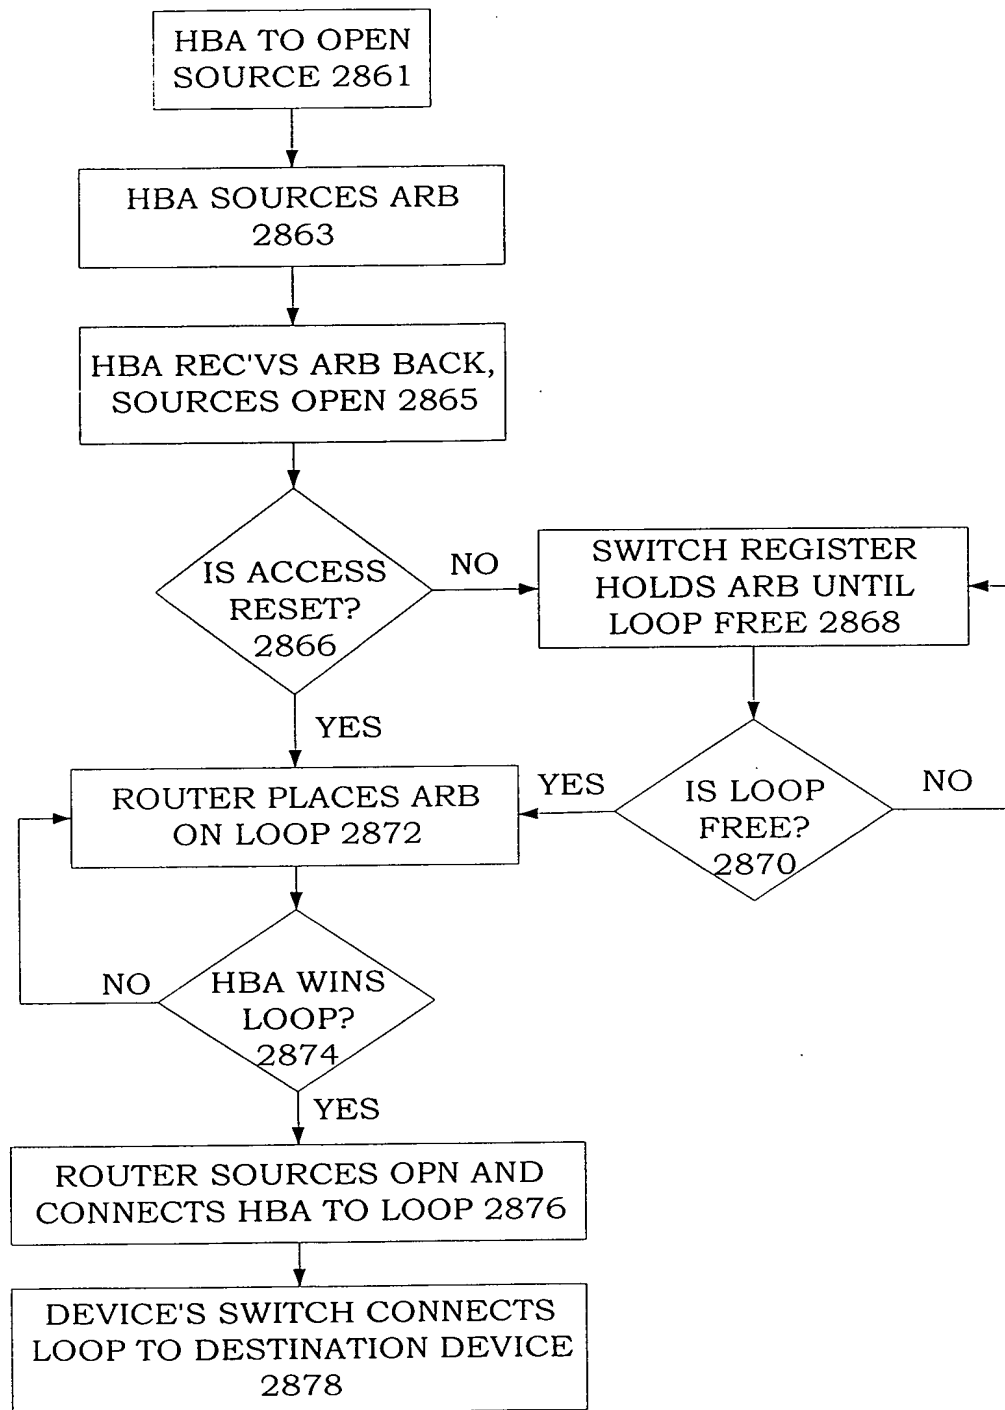 HBA TO OPEN
SOURCE 2861
HBA SOURCES ARB
2863
HBA REC'VS ARB BACK,
SOURCES OPEN 2865
IS ACCESS
RESET?
2866
NO
SWITCH REGISTER
HOLDS ARB UNTIL
LOOP FREE 2868
YES
ROUTER PLACES ARB
ON LOOP 2872
YES
IS LOOP
FREE?
2870
NO
NO
HBA WINS
LOOP?
2874
YES
ROUTER SOURCES OPN AND
CONNECTS HBA TO LOOP 2876
DEVICE'S SWITCH CONNECTS
LOOP TO DESTINATION DEVICE
2878